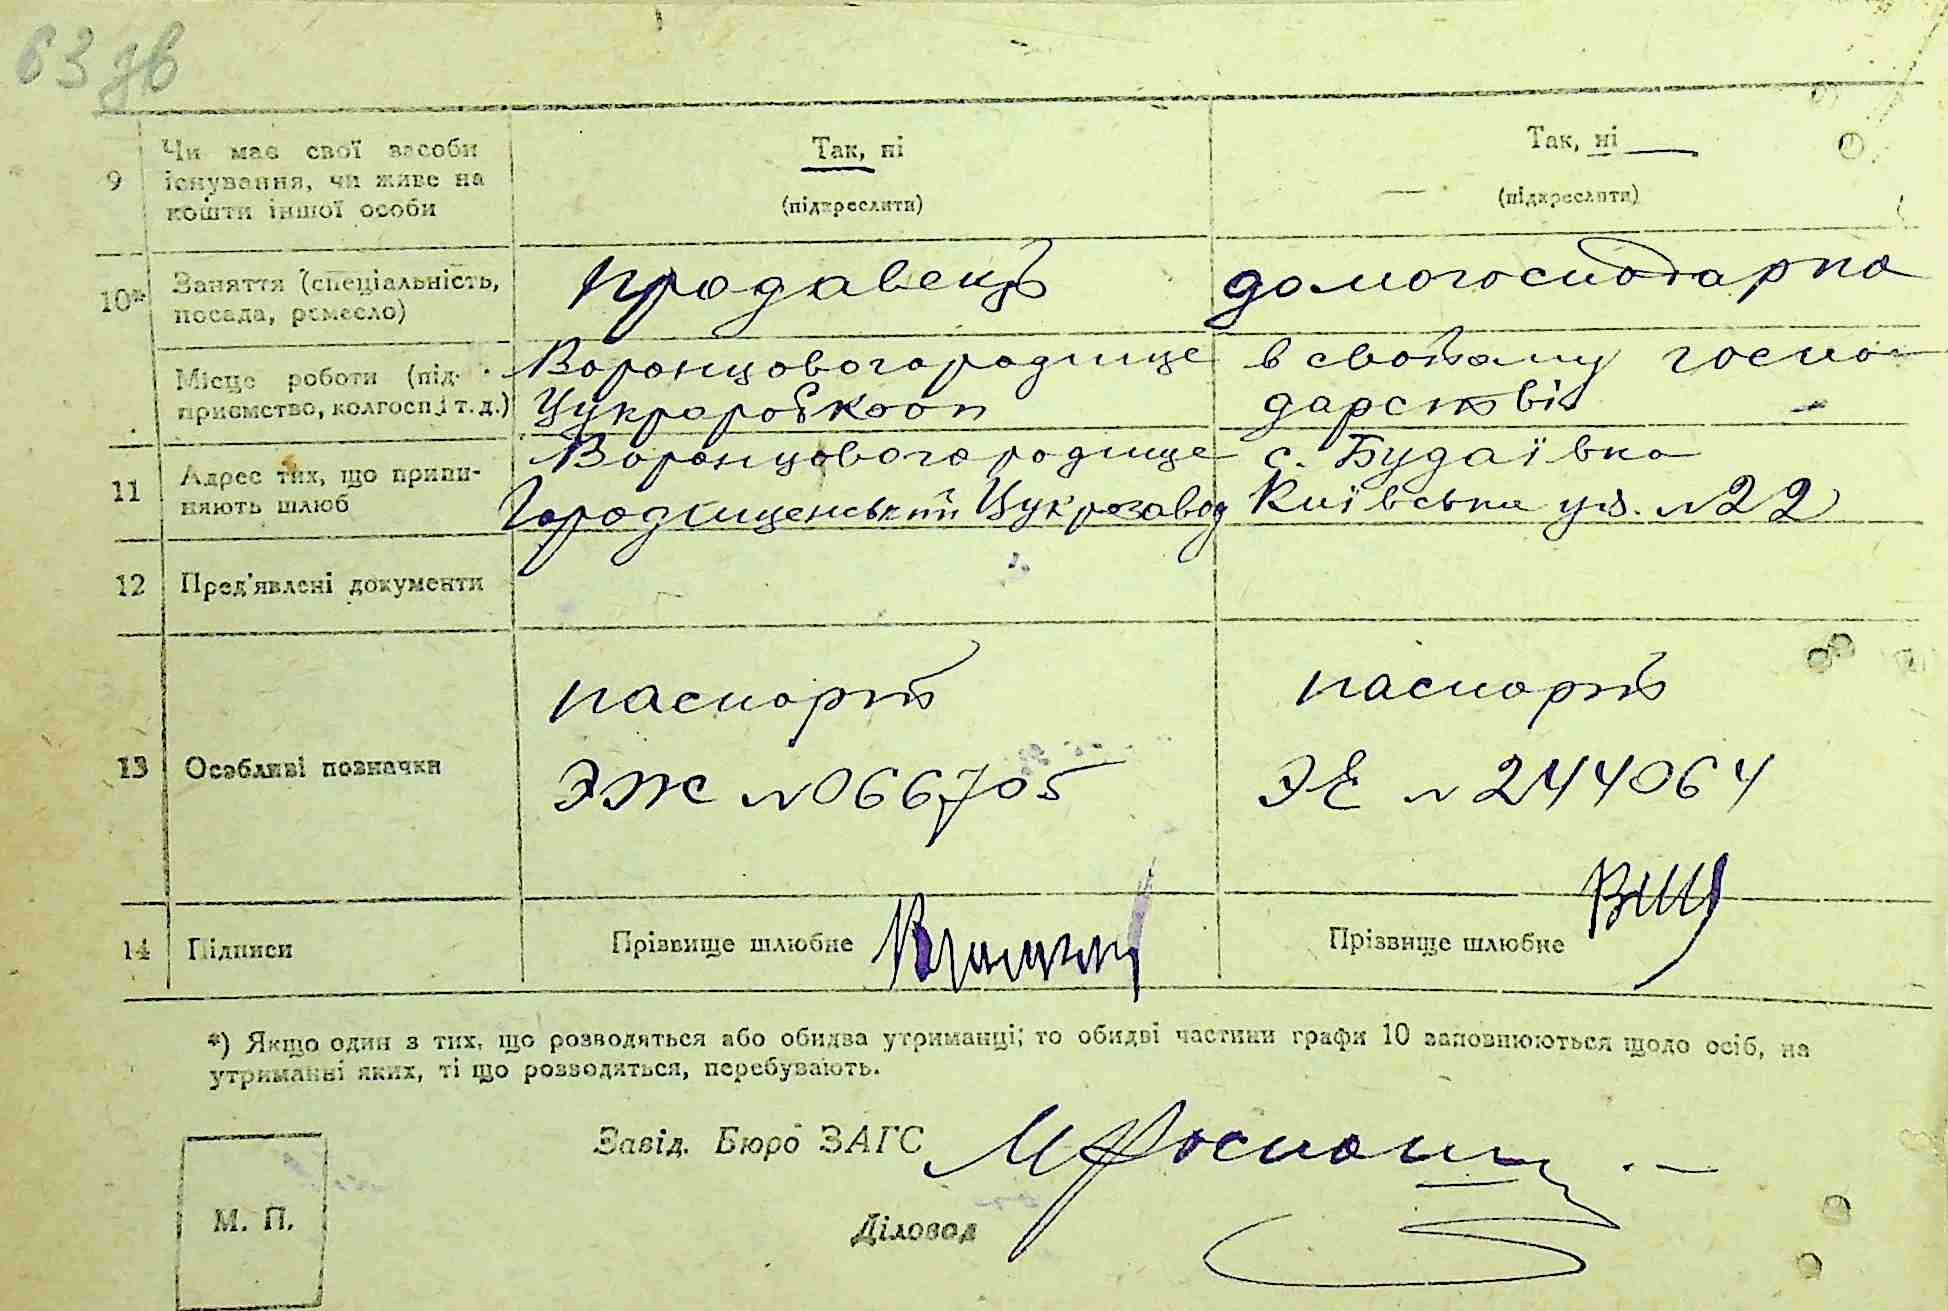 63 зв
9 Чи має свої засоби існування, чи живе на кошти іншої особи
Так, ні
(підкреслити)
Так, ні
(підкреслити)
10* Заняття (спеціальність, посада, ремесло)
продавець
домогосподарка
Місце роботи (підприємство, колгосп і т. д.)
Воронцовогородище
Цукроробкооп
в своєому госпо-
дарстві
11 Адрес тих, що припиняють шлюб
Воронцовогородище
Городищенський Цукрозавод
с. Будаївка
Київська ул. №22
12 Пред'явлені документи
13 Особливі позначки
паспорт
ЭЖ №066705
паспорт
ЭЕ №244064
14 Підписи
Прізвище шлюбне
Прізвище шлюбне
*) Якщо один з тих, що розводяться або обидва утриманці; то обидві частини графи 10 заповнюються щодо осіб, на
утриманні яких, ті що розводяться, перебувають.
Завід. Бюро ЗАГС
Діловод
М. П.